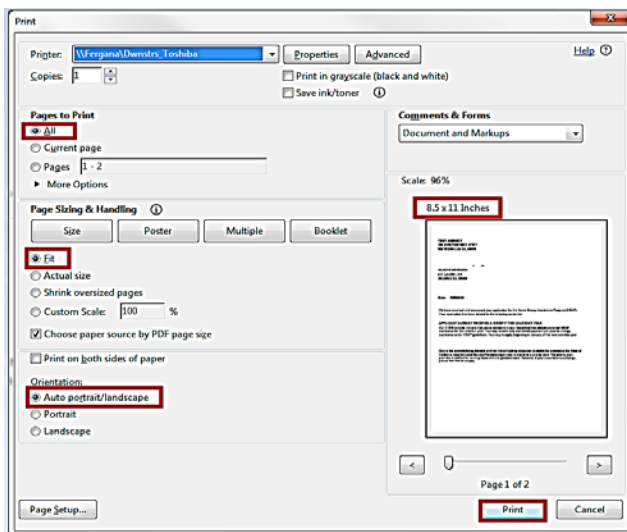 Print
Printer: \\Fergana\Dwnstrs_Toshiba Properties Advanced Help
Copies: 1 Print in grayscale (black and white)
Save ink/toner
Pages to Print
All
Current page
Pages 1 - 2
More Options
Page Sizing & Handling
Size Poster Multiple Booklet
Fit
Actual size
Shrink oversized pages
Custom Scale: 100 %
Choose paper source by PDF page size
Print on both sides of paper
Orientation:
Auto portrait/landscape
Portrait
Landscape
Comments & Forms
Document and Markups
Scale: 96%
8.5 x 11 Inches
< >
Page 1 of 2
Page Setup... Print Cancel